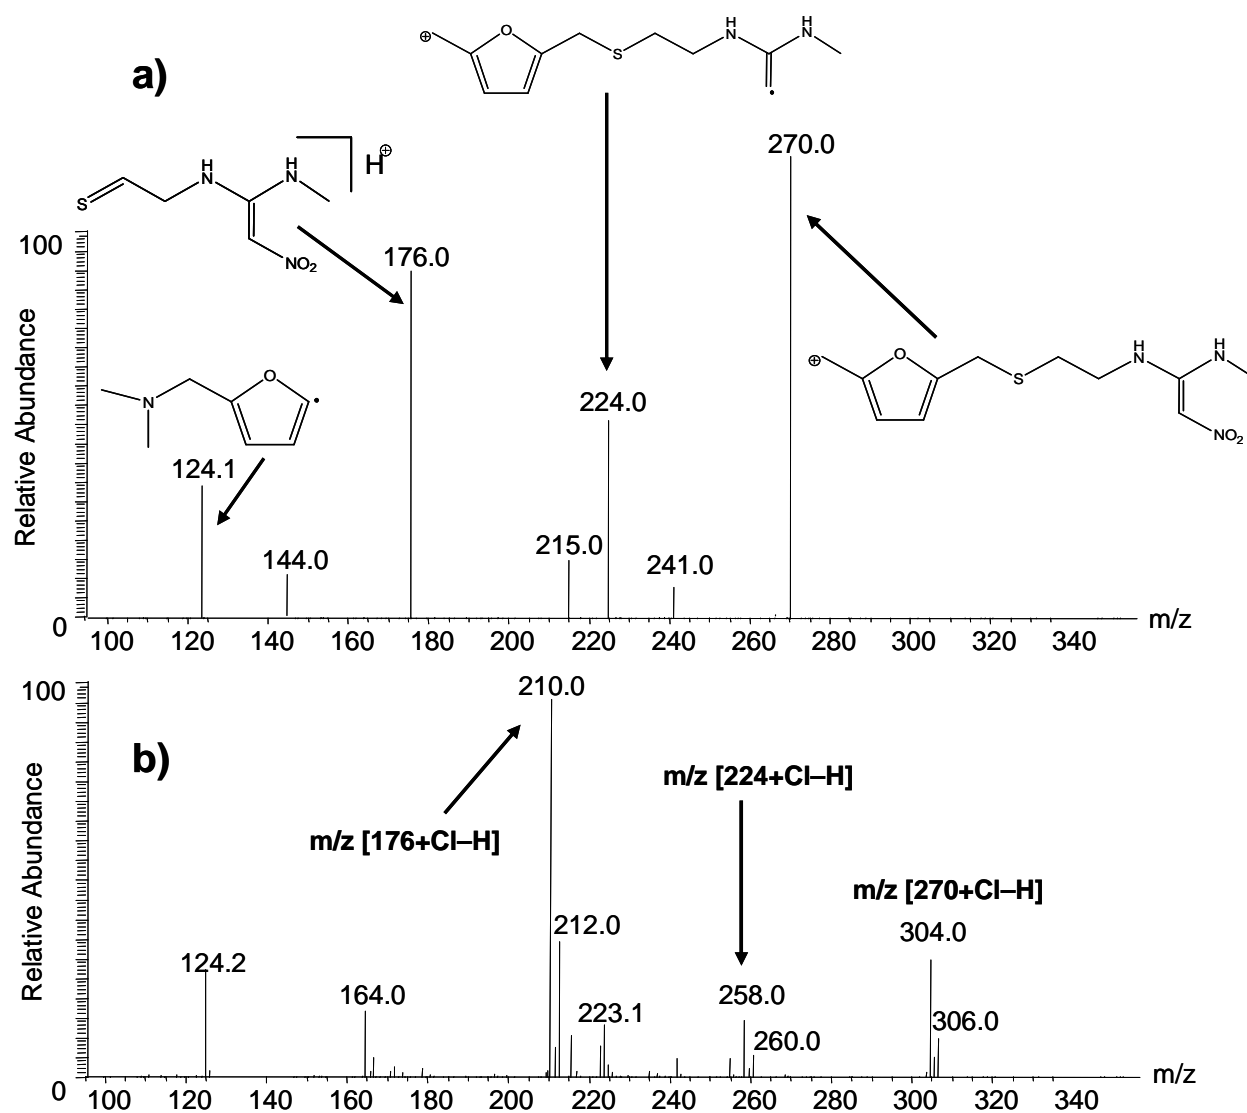 a)
O
S
H
N
H
N
270.0
H
N
H
N
H⊕
S
NO2
100
176.0
O
N
124.1
224.0
O
S
H
N
H
N
NO2
144.0
215.0
241.0
Relative Abundance
0
100 120 140 160 180 200 220 240 260 280 300 320 340
m/z
100
210.0
b)
m/z [224+Cl–H]
m/z [176+Cl–H]
m/z [270+Cl–H]
304.0
212.0
124.2
164.0
223.1
258.0
260.0
306.0
Relative Abundance
0
100 120 140 160 180 200 220 240 260 280 300 320 340
m/z